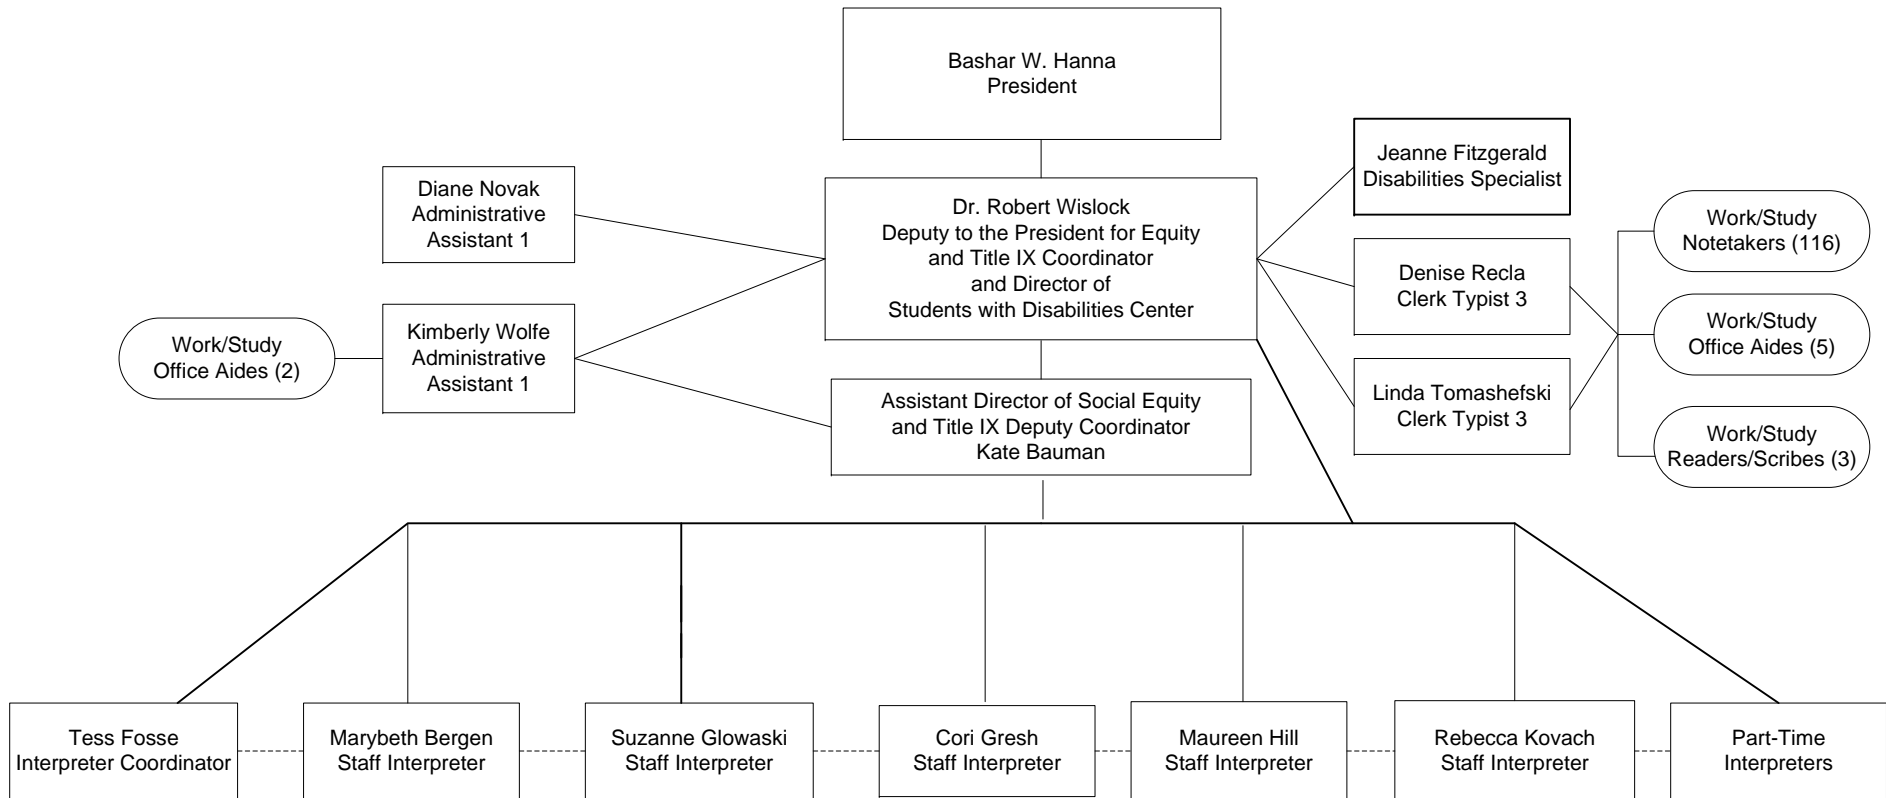 Bashar W. Hanna
President
Diane Novak
Administrative
Assistant 1
Dr. Robert Wislock
Deputy to the President for Equity
and Title IX Coordinator
and Director of
Students with Disabilities Center
Jeanne Fitzgerald
Disabilities Specialist
Work/Study
Notetakers (116)
Denise Recla
Clerk Typist 3
Work/Study
Office Aides (2)
Kimberly Wolfe
Administrative
Assistant 1
Work/Study
Office Aides (5)
Assistant Director of Social Equity
and Title IX Deputy Coordinator
Kate Bauman
Linda Tomashefski
Clerk Typist 3
Work/Study
Readers/Scribes (3)
Tess Fosse
Interpreter Coordinator
Marybeth Bergen
Staff Interpreter
Suzanne Glowaski
Staff Interpreter
Cori Gresh
Staff Interpreter
Maureen Hill
Staff Interpreter
Rebecca Kovach
Staff Interpreter
Part-Time
Interpreters